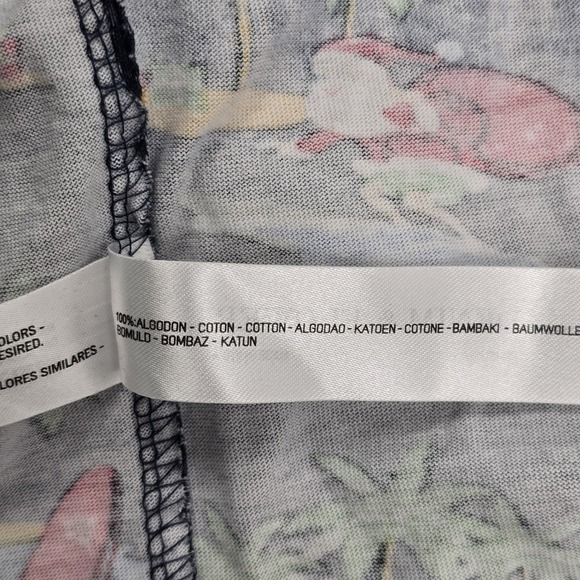 OLORS -
ESIRED.
LORES SIMILARES -
100%:ALGODON - COTON - COTTON - ALGODAO - KATOEN - COTONE - BAMBAKI - BAUMWOLLE
BOMULD - BOMBAZ - KATUN